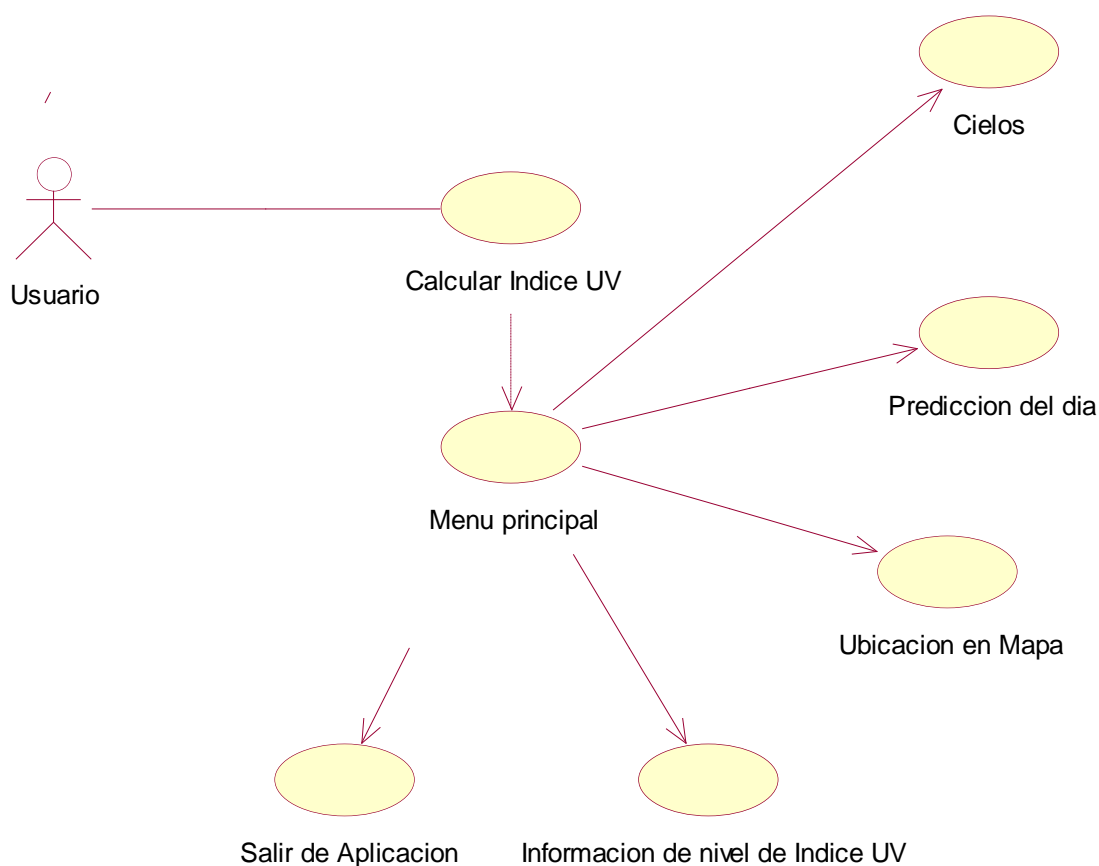 Cielos
Usuario
Calcular Indice UV
Prediccion del dia
Menu principal
Ubicacion en Mapa
Salir de Aplicacion
Informacion de nivel de Indice UV